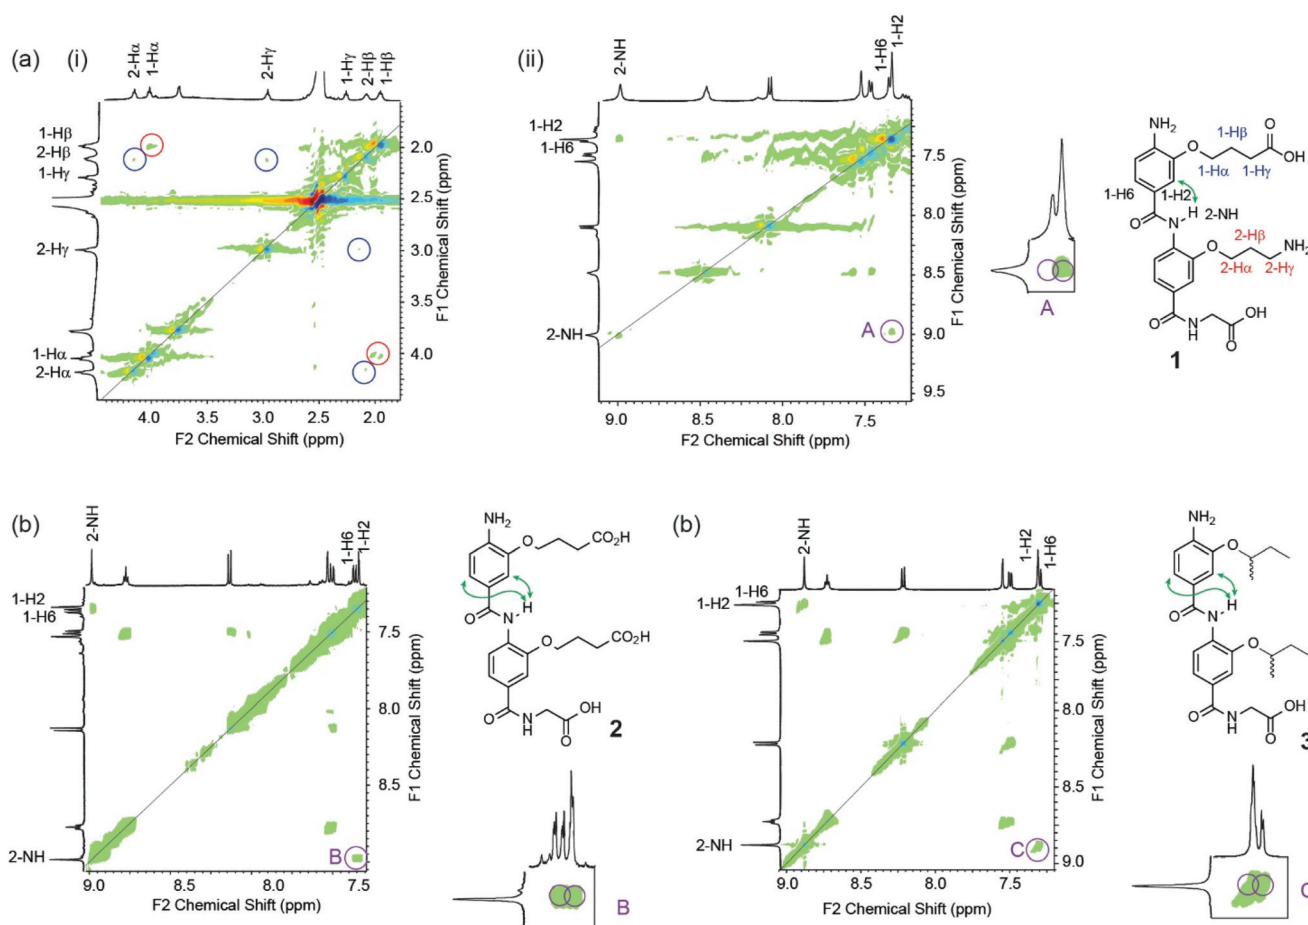 (a)
(i)
2-Hα
1-Hα
2-Hγ
1-Hγ
2-Hβ
1-Hβ
1-Hβ
2-Hβ
1-Hγ
2-Hγ
1-Hα
2-Hα
2.0
2.5
3.0
3.5
4.0
F1 Chemical Shift (ppm)
4.0
3.0
2.5
2.0
F2 Chemical Shift (ppm)
(ii)
2-NH
1-H6
1-H2
1-H2
1-H6
2-NH
7.5
8.0
8.5
9.0
9.5
F1 Chemical Shift (ppm)
A
9.0
8.5
8.0
7.5
F2 Chemical Shift (ppm)
A
NH2
1-Hβ
O
O
OH
1-Hα
1-Hγ
1-H6
1-H2
O
N
H
2-NH
2-Hβ
O
NH2
2-Hα
2-Hγ
O
N
H
OH
O
1
(b)
2-NH
1-H6
1-H2
1-H2
1-H6
2-NH
7.5
8.0
8.5
F1 Chemical Shift (ppm)
B
9.0
8.5
8.0
7.5
F2 Chemical Shift (ppm)
NH2
O
CO2H
O
N
H
O
CO2H
O
N
H
OH
O
2
B
(b)
2-NH
1-H2
1-H6
1-H6
1-H2
2-NH
7.5
8.0
8.5
9.0
F1 Chemical Shift (ppm)
C
9.0
8.5
8.0
7.5
F2 Chemical Shift (ppm)
NH2
O
O
N
H
O
O
N
H
OH
O
3